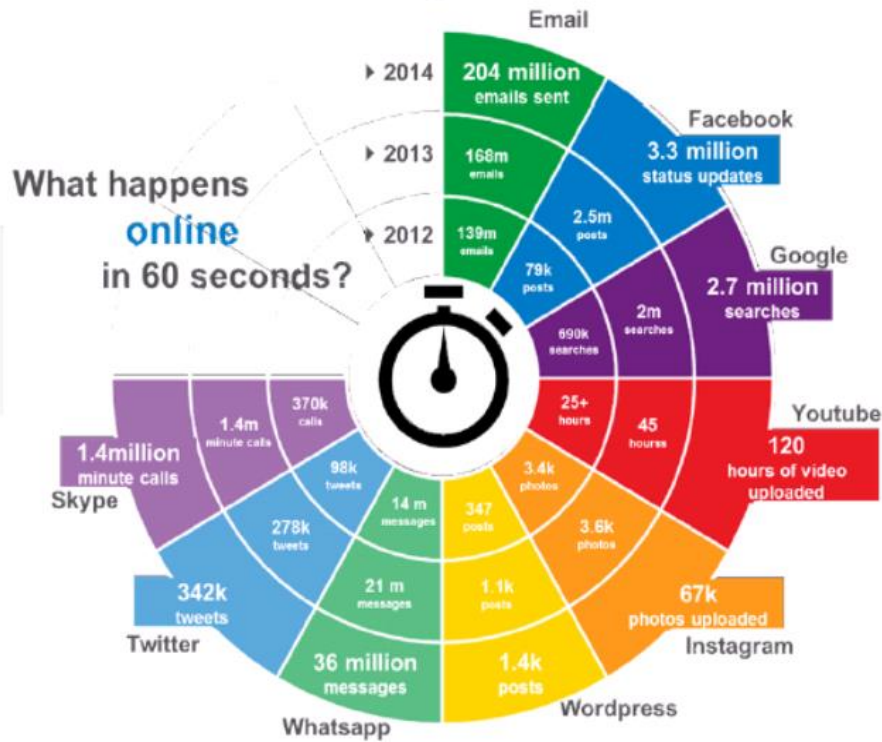 What happens
online
in 60 seconds?
2014
2013
2012
Email
204 million
emails sent
168m
emails
139m
emails
Facebook
3.3 million
status updates
2.5m
posts
79k
posts
Google
2.7 million
searches
2m
searches
690k
searches
Youtube
120
hours of video
uploaded
45
hourss
25+
hours
Instagram
67k
photos uploaded
3.6k
photos
3.4k
photos
Wordpress
1.4k
posts
1.1k
posts
347
posts
Whatsapp
36 million
messages
21 m
messages
14 m
messages
Twitter
342k
tweets
278k
tweets
98k
tweets
Skype
1.4million
minute calls
1.4m
minute calls
370k
calls